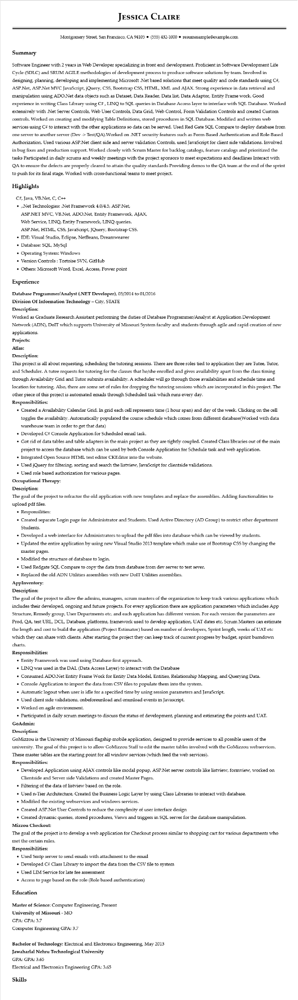 Jessica Claire
Montgomery Street, San Francisco, CA 94105 ● (555) 432-1000 ● resumesample@example.com
Summary
Software Engineer with 2 years in Web Developer specializing in front end development. Proficient in Software Development Life
Cycle (SDLC) and SRUM AGILE methodologies of development process to produce software solutions by team. Involved in
designing, planning, developing and implementing Microsoft .Net based solutions that meet quality and code standards using C#,
ASP.Net, ASP.Net MVC JavaScript, jQuery, CSS, Bootstrap CSS, HTML, XML and AJAX. Strong experience in data retrieval and
manipulation using ADO.Net data objects such as Dataset, Data Reader, Data list, Data Adaptor, Entity Frame work. Good
experience in writing Class Library using C# , LINQ to SQL queries in Database Access layer to interface with SQL Database. Worked
extensively with .Net Server Controls, Web User Controls, Data Grid, Web Control, Form Validation Controls and created Custom
controls. Worked on creating and modifying Table Definitions, stored procedures in SQL Database. Modified and written web
services using C# to interact with the other applications so data can be served. Used Red Gate SQL Compare to deploy database from
one server to another server (Dev -> Test/QA).Worked on .NET security features such as Form-Based Authentication and Role-Based
Authorization. Used various ASP.Net client side and server validation Controls, used JavaScript for client side validations. Involved
in bug fixes and production support. Worked closely with Scrum Master for backlog catalogs, feature catalogs and prioritized the
tasks Participated in daily scrums and weekly meetings with the project sponsors to meet expectations and deadlines Interact with
QA to ensure the defects are properly cleared to attain the quality standards Providing demos to the QA team at the end of the sprint
to push for its final stage. Worked with cross-functional teams to meet project.
Highlights
C#, Java, VB.Net, C, C++
• ,.Net Technologies: .Net Framework 4.0/4.5, ASP.Net,
ASP.NET MVC, VB.Net, ADO.Net, Entity Framework, AJAX,
Web Service, LINQ, Entity Framework, LINQ queries.
ASP.Net, HTML, CSS, JavaScript, JQuery, Bootstrap CSS.
• IDE: Visual Studio, Eclipse, NetBeans, Dreamweaver
• Database: SQL, MySql
• Operating System: Windows
• Version Controls : Tortoise SVN, GitHub
• Others: Microsoft Word, Excel, Access, Power point
Experience
Database Programmer/Analyst (.NET Developer), 05/2014 to 01/2016
Division Of Information Technology – City, STATE
Description:
Worked as Graduate Research Assistant performing the duties of Database Programmer/Analyst at Application Development
Network (ADN), DoIT which supports University of Missouri System faculty and students through agile and rapid creation of new
applications.
Projects:
Atlas:
Description:
This project is all about requesting, scheduling the tutoring sessions. There are three roles tied to application they are Tutee, Tutor,
and Scheduler. A tutee requests for tutoring for the classes that he/she enrolled and gives availability apart from the class timing
through Availability Grid and Tutor submits availability. A scheduler will go through those availabilities and schedule time and
location for tutoring. Also, there are some set of rules for dropping the tutoring sessions which are incorporated in this project. The
other piece of this project is automated emails through Scheduled task which runs every day.
Responsibilities:
• Created a Availability Calendar Grid. In grid each cell represents time (1 hour span) and day of the week. Clicking on the cell
toggles the availability. Automatically populated the course schedule which comes from different database(Worked with data
warehouse team in order to get that data)
• Developed C# Console Application for Scheduled email task.
• Got rid of data tables and table adapters in the main project as they are tightly coupled. Created Class libraries out of the main
project to access the database which can be used by both Console Application for Schedule task and web application.
• Integrated Open Source HTML text editor CKEditor into the website.
• Used jQuery for filtering, sorting and search the listview, JavaScript for clientside validations.
• Used role based authorization for various pages.
Occupational Therapy:
Description:
The goal of the project to refractor the old application with new templates and replace the assemblies. Adding functionalities to
upload pdf files.
• Responsilities:
• Created separate Login page for Administrator and Students. Used Active Directory (AD Group) to restrict other department
Students.
• Developed a web interface for Administrators to upload the pdf files into database which can be viewed by students.
• Updated the entire application by using new Visual Studio 2013 template which make use of Bootstrap CSS by changing the
master pages.
• Modified the structure of database to login.
• Used Redgate SQL Compare to copy the data from database from dev server to test sever.
• Replaced the old ADN Utilities assemblies with new DoIT Utilities assemblies.
AppInventory:
Description:
The goal of the project to allow the admins, managers, scrum masters of the organization to keep track various applications which
includes their developed, ongoing and future projects. For every application there are application parameters which includes App
Structure, Remedy group, User Departments etc. and each application has different version. For each version the parameters are
Prod, QA, test URL, DCL, Database, platforms, framework used to develop application, UAT dates etc. Scrum Masters can estimate
the length and cost to build the application (Project Estimator) based on number of developers, Sprint length, weeks of UAT etc
which they can share with clients. After starting the project they can keep track of current progress by budget, sprint burndown
charts.
Responsibilities:
• Entity Framework was used using Database first approach.
• LINQ was used in the DAL (Data Access Layer) to interact with the Database
• Consumed ADO.Net Entity Frame Work for Entity Data Model, Entities, Relationship Mapping, and Querying Data.
• Console Application to import the data from CSV files to populate them into the system.
• Automatic logout when user is idle for a specified time by using session parameters and JavaScript.
• Used client side validations, onbeforeunload and onunload events in Javascript.
• Worked on agile environment.
• Participated in daily scrum meetings to discuss the status of development, planning and estimating the points and UAT.
GoAdmin:
Description:
GoMizzou is the University of Missouri flagship mobile application, designed to provide services to all possible users of the
university. The goal of this project is to allow GoMizzou Staff to edit the master tables involved with the GoMizzou webservices.
These master tables are the starting point for all window services (which feed the web services).
Responsibilities:
• Developed Application using AJAX controls like modal popup, ASP.Net server controls like listview, formview, worked on
Clientside and Server side Validations and created Master Pages.
• Filtering of the data of listview based on the role.
• Used n-Tier Architecture, Created the Business Logic Layer by using Class Libraries to interact with database.
• Modified the existing webservices and windows services.
• Created ASP.Net User Controls to reduce the complexity of user interface design
• Created dynamic queries, stored procedures, Views and triggers in SQL server for the database manipulation.
Mizzou Checkout:
The goal of the project is to develop a web application for Checkout process similar to shopping cart for various departments who
met the certain rules.
Responsibilities:
• Used Smtp server to send emails with attachment to the email
• Developed C# Class Library to import the data from the CSV file to system
• Used LIM Service for late fee assessment
• Access to page based on the role (Role based authentication)
Education
Master of Science: Computer Engineering, Present
University of Missouri - MO
GPA: GPA: 3.7
Computer Engineering GPA: 3.7
Bachelor of Technology: Electrical and Electronics Engineering, May 2013
Jawaharlal Nehru Technological University
GPA: GPA: 3.65
Electrical and Electronics Engineering GPA: 3.65
Skills